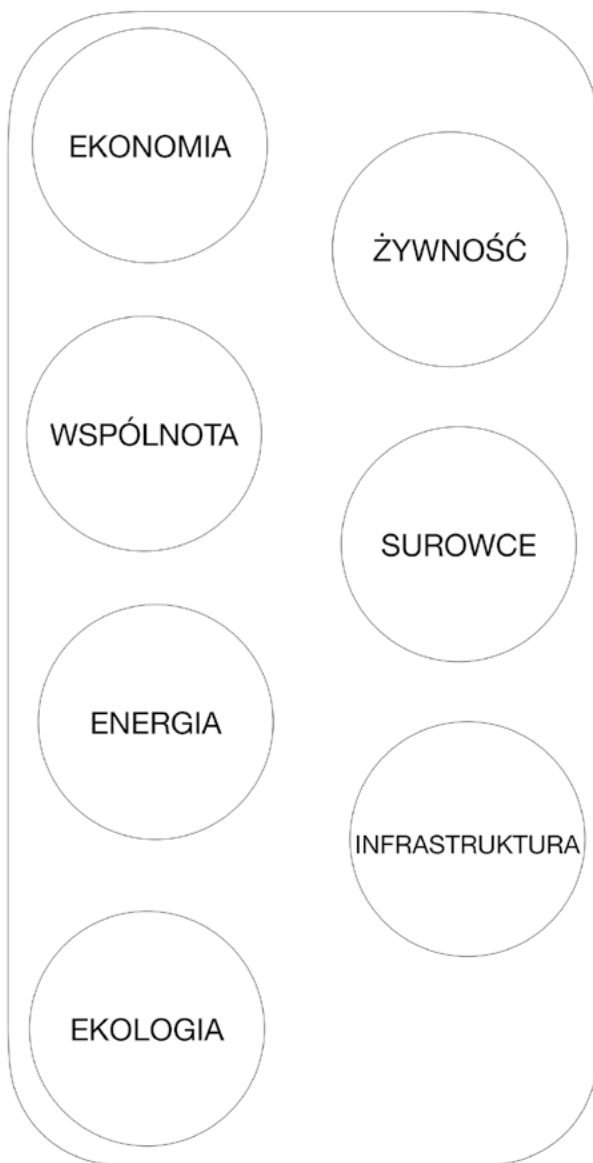 EKONOMIA
ŻYWNOŚĆ
WSPÓLNOTA
SUROWCE
ENERGIA
INFRASTRUKTURA
EKOLOGIA